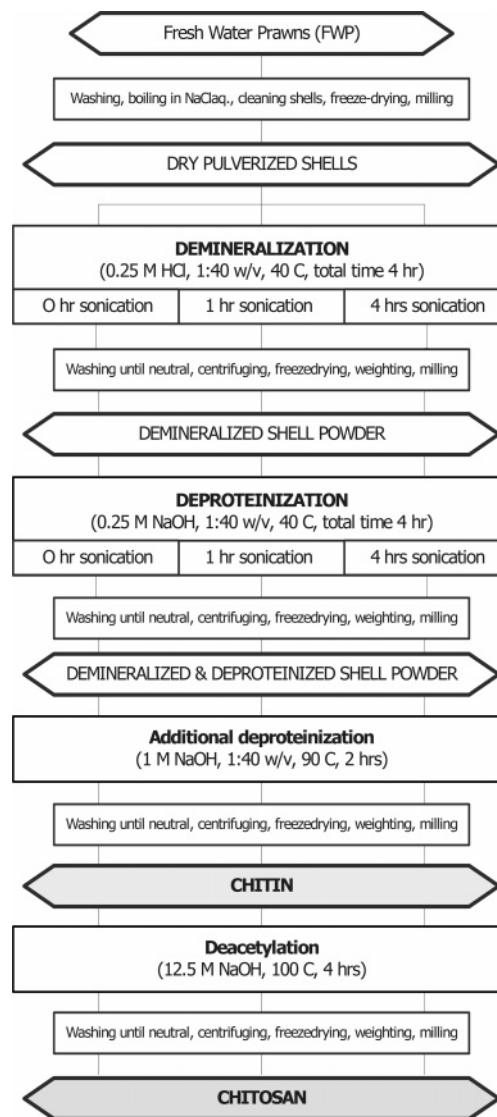 Fresh Water Prawns (FWP)
Washing, boiling in NaClaq., cleaning shells, freeze-drying, milling
DRY PULVERIZED SHELLS
DEMINERALIZATION
(0.25 M HCl, 1:40 w/v, 40 C, total time 4 hr)
O hr sonication
1 hr sonication
4 hrs sonication
Washing until neutral, centrifuging, freezedrying, weighting, milling
DEMINERALIZED SHELL POWDER
DEPROTEINIZATION
(0.25 M NaOH, 1:40 w/v, 40 C, total time 4 hr)
O hr sonication
1 hr sonication
4 hrs sonication
Washing until neutral, centrifuging, freezedrying, weighting, milling
DEMINERALIZED & DEPROTEINIZED SHELL POWDER
Additional deproteinization
(1 M NaOH, 1:40 w/v, 90 C, 2 hrs)
Washing until neutral, centrifuging, freezedrying, weighting, milling
CHITIN
Deacetylation
(12.5 M NaOH, 100 C, 4 hrs)
Washing until neutral, centrifuging, freezedrying, weighting, milling
CHITOSAN